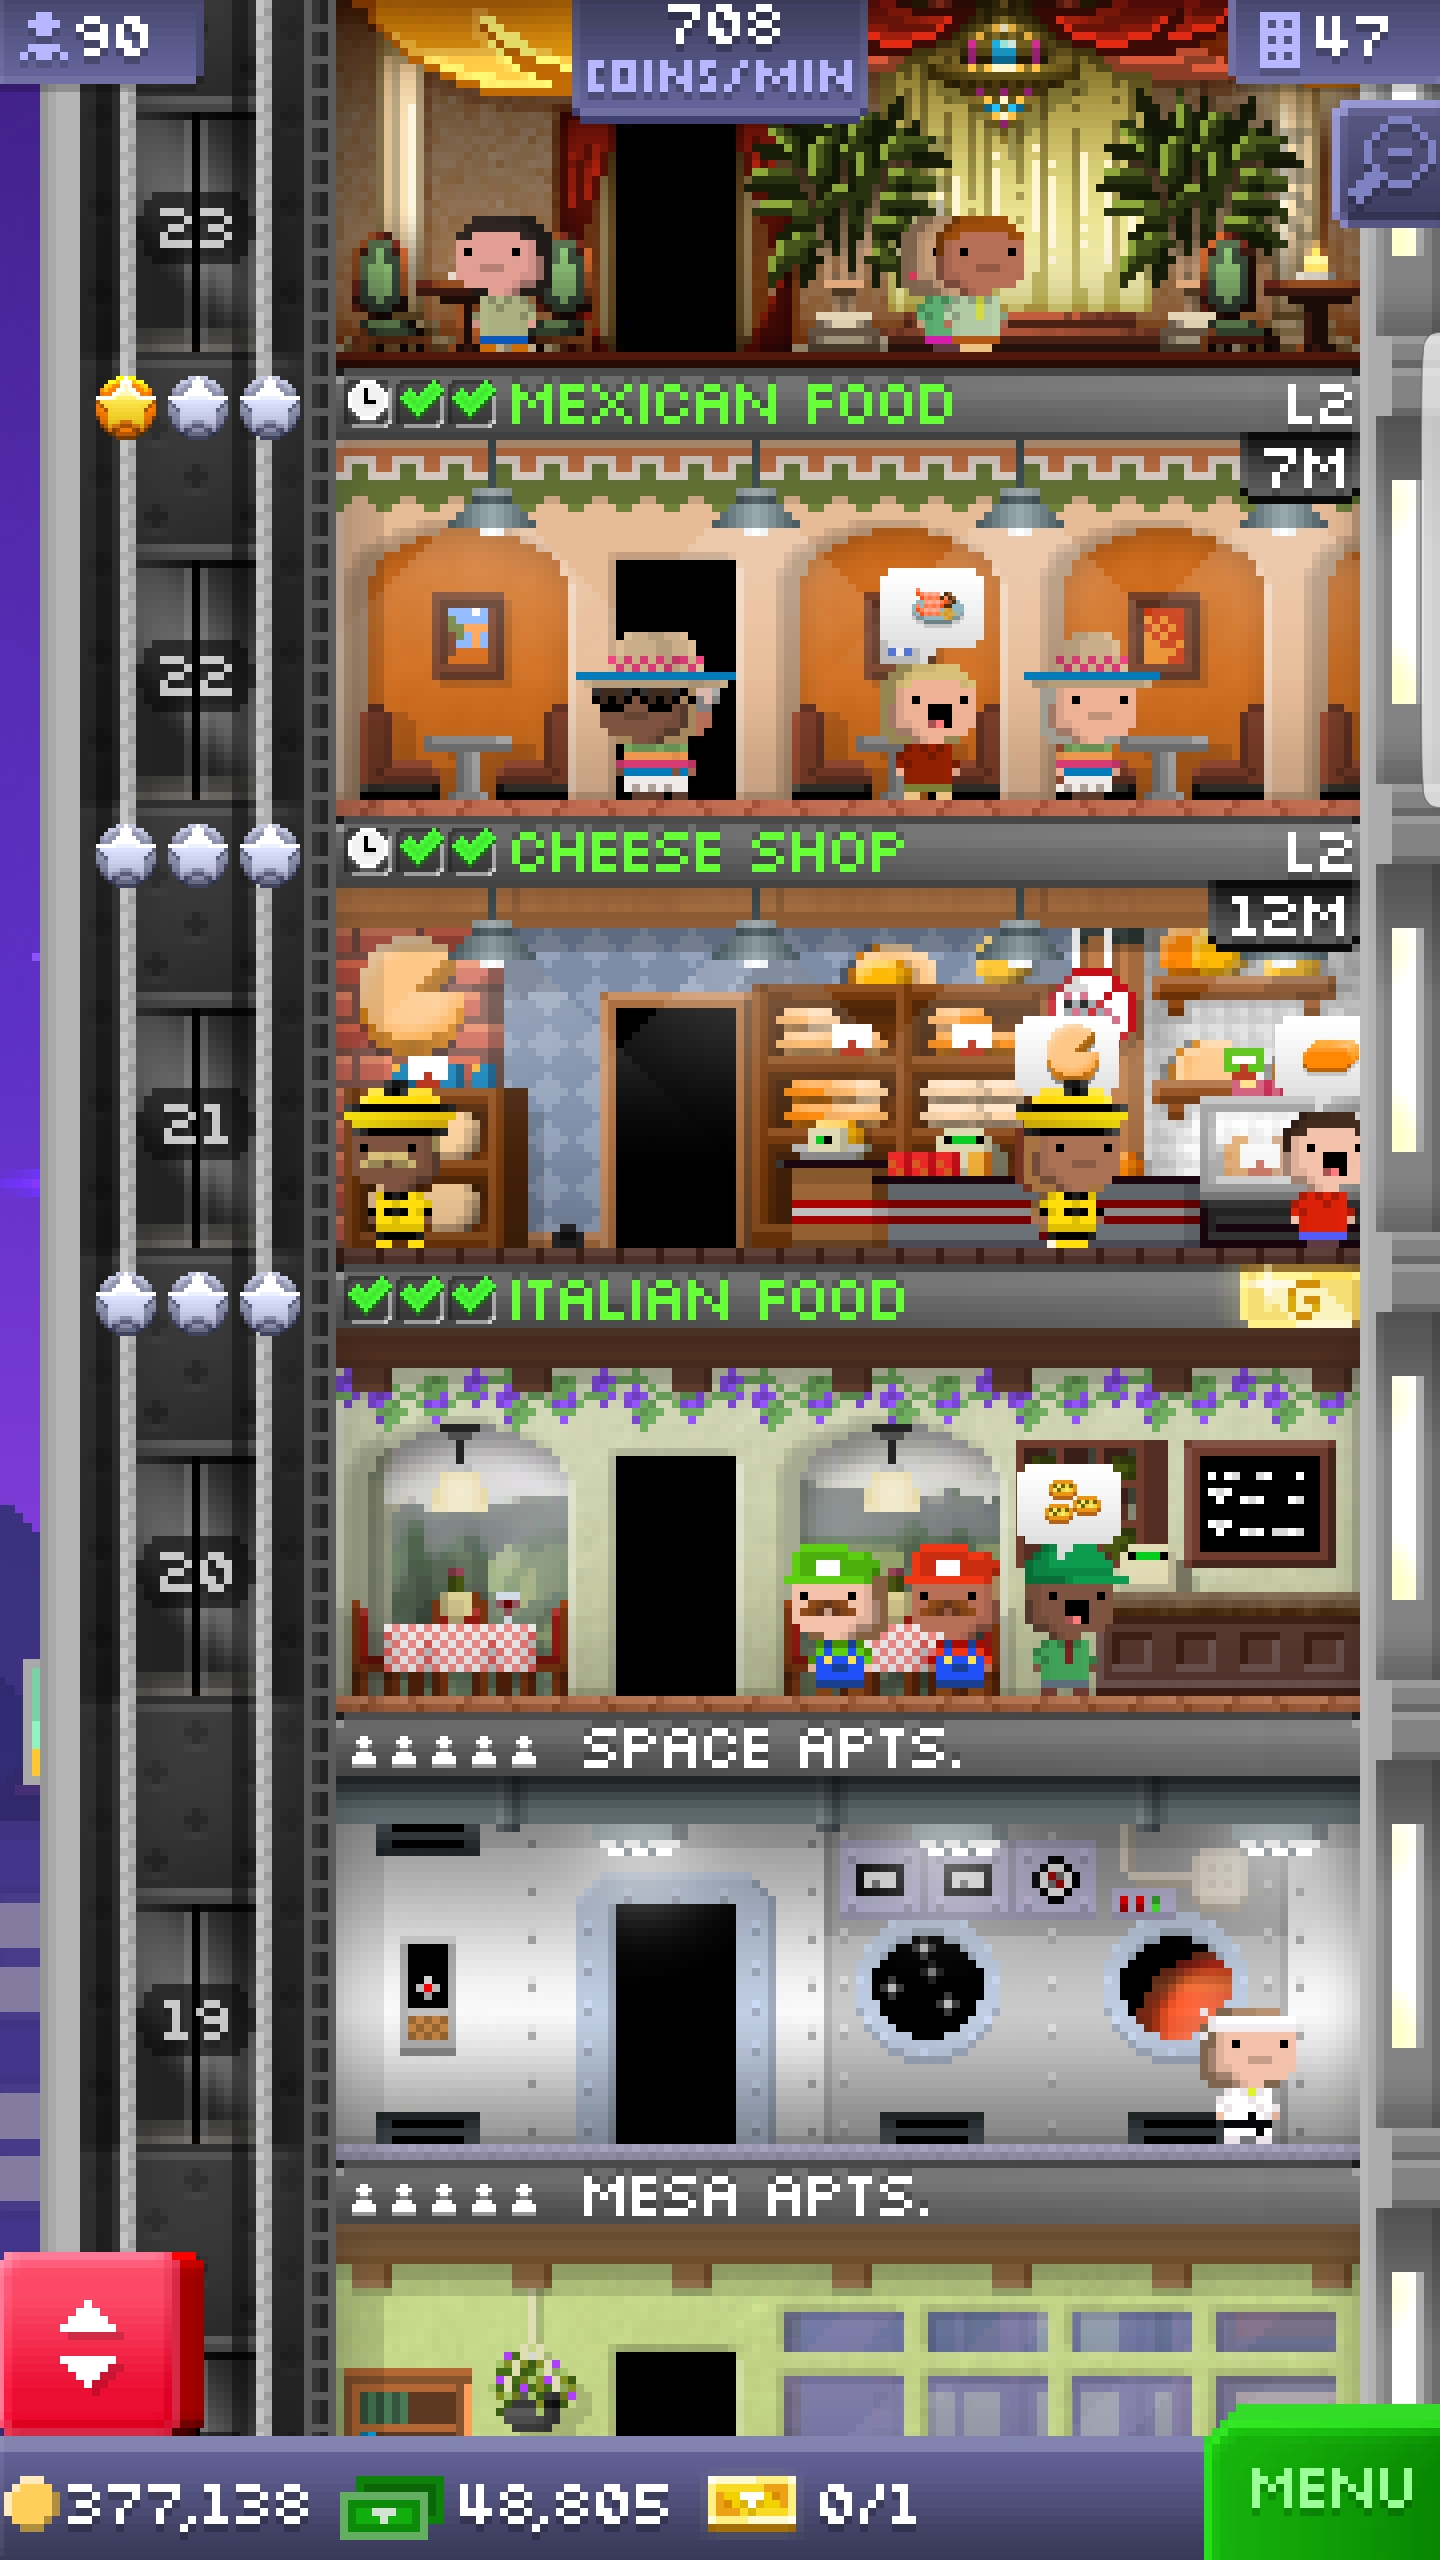 90
708
COINS/MIN
47
23
MEXICAN FOOD
L2
7M
22
CHEESE SHOP
L2
12M
21
ITALIAN FOOD
G
20
SPACE APTS.
19
MESA APTS.
377,138
48,805
0/1
MENU